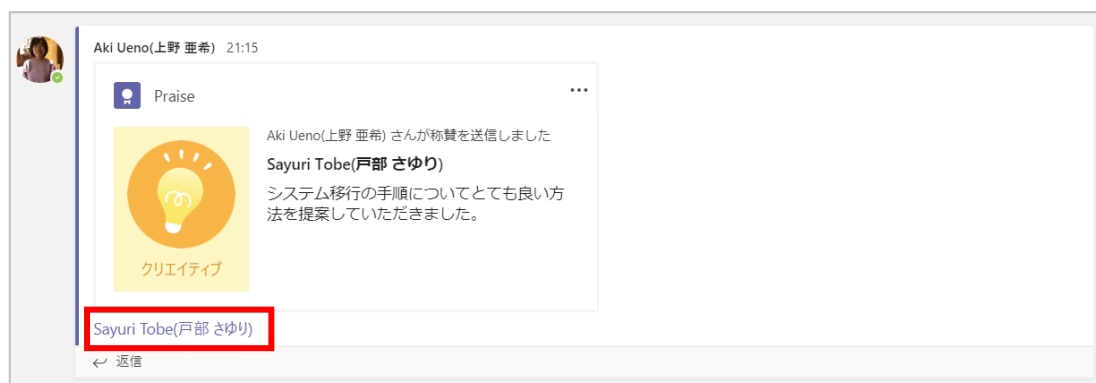 Aki Ueno(上野 亜希) 21:15
Praise
Aki Ueno(上野 亜希) さんが称賛を送信しました
Sayuri Tobe(戸部 さゆり)
システム移行の手順についてとても良い方
法を提案していただきました。
クリエイティブ
Sayuri Tobe(戸部 さゆり)
返信